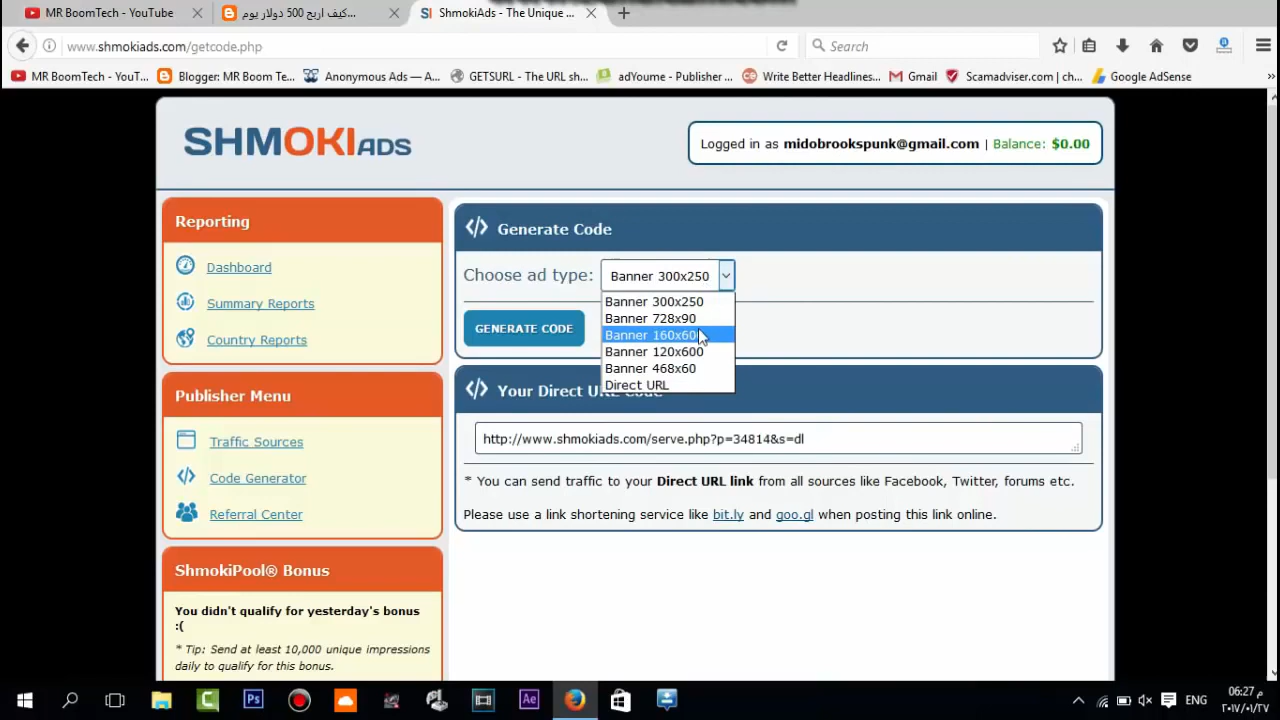 MR BoomTech - YouTube
كيف اربح 500 دولار يوم...
ShmokiAds - The Unique ...
www.shmokiads.com/getcode.php
Search
MR BoomTech - YouT...
Blogger: MR Boom Te...
Anonymous Ads — A...
GETSURL - The URL sh...
adYoume - Publisher ...
Write Better Headlines...
Gmail
Scamadviser.com | ch...
Google AdSense
SHMOKIADS
Logged in as midobrookspunk@gmail.com | Balance: $0.00
Reporting
Dashboard
Summary Reports
Country Reports
Publisher Menu
Traffic Sources
Code Generator
Referral Center
ShmokiPool® Bonus
You didn't qualify for yesterday's bonus
:(
* Tip: Send at least 10,000 unique impressions
daily to qualify for this bonus.
</> Generate Code
Choose ad type: Banner 300x250
Banner 300x250
Banner 728x90
Banner 160x600
Banner 120x600
Banner 468x60
Direct URL
GENERATE CODE
</> Your Direct URL Code
http://www.shmokiads.com/serve.php?p=34814&s=dl
* You can send traffic to your Direct URL link from all sources like Facebook, Twitter, forums etc.
Please use a link shortening service like bit.ly and goo.gl when posting this link online.
ENG
06:27 م
٢٠١٧/٠١/٢٧